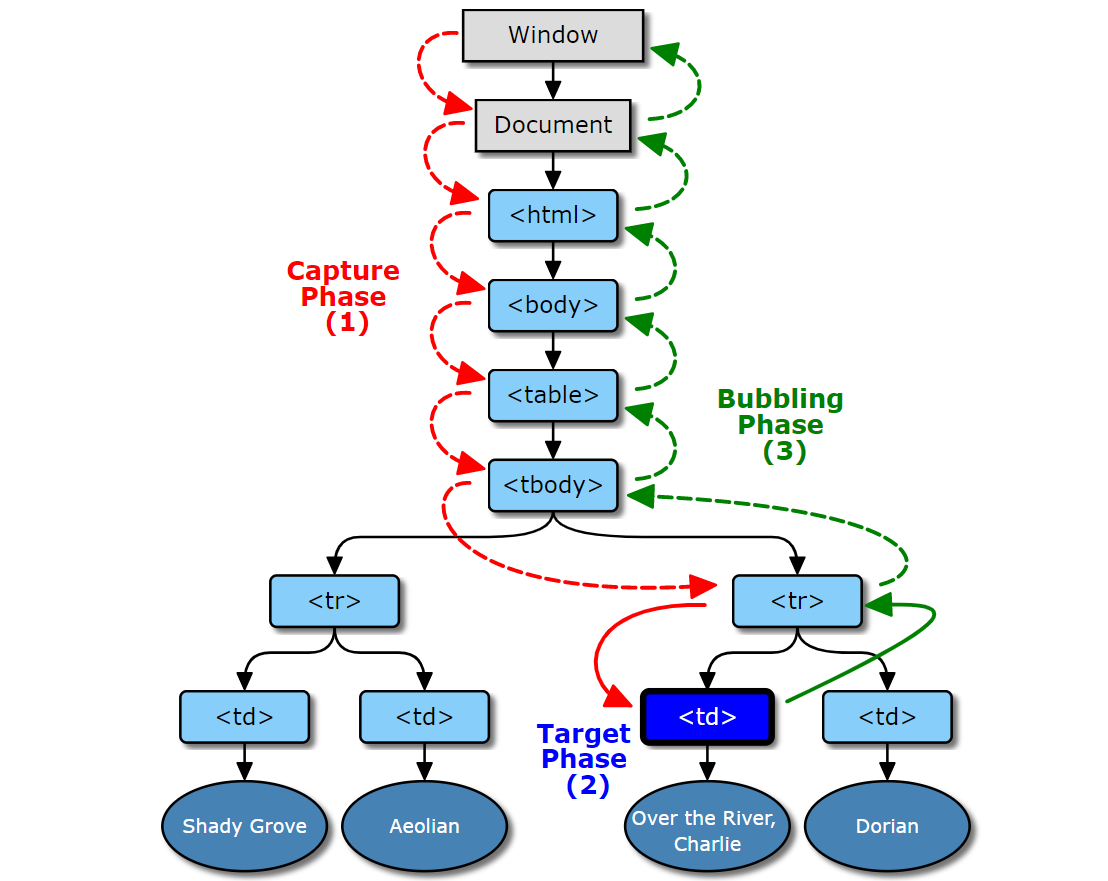 Window
Document
<html>
Capture
Phase
(1)
<body>
<table>
Bubbling
Phase
(3)
<tbody>
<tr>
<tr>
<td>
<td>
<td>
<td>
Target
Phase
(2)
Shady Grove
Aeolian
Over the River,
Charlie
Dorian